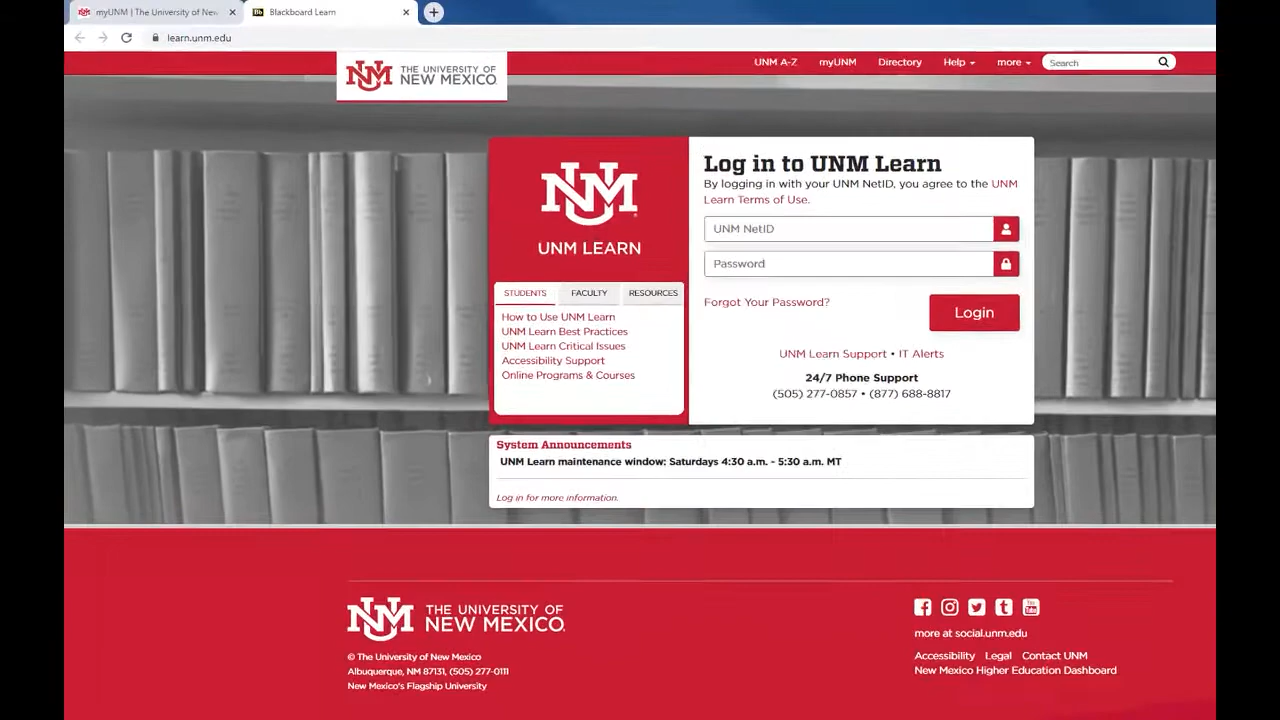 myUNM | The University of New
Blackboard Learn
learn.unm.edu
UNM A-Z myUNM Directory Help more Search
UNM THE UNIVERSITY OF
NEW MEXICO.
UNM
UNM LEARN
STUDENTS FACULTY RESOURCES
How to Use UNM Learn
UNM Learn Best Practices
UNM Learn Critical Issues
Accessibility Support
Online Programs & Courses
Log in to UNM Learn
By logging in with your UNM NetID, you agree to the UNM
Learn Terms of Use.
UNM NetID
Password
Forgot Your Password?
Login
UNM Learn Support • IT Alerts
24/7 Phone Support
(505) 277-0857 • (877) 688-8817
System Announcements
UNM Learn maintenance window: Saturdays 4:30 a.m. - 5:30 a.m. MT
Log in for more information.
UNM THE UNIVERSITY OF
NEW MEXICO.
© The University of New Mexico
Albuquerque, NM 87131, (505) 277-0111
New Mexico's Flagship University
more at social.unm.edu
Accessibility Legal Contact UNM
New Mexico Higher Education Dashboard